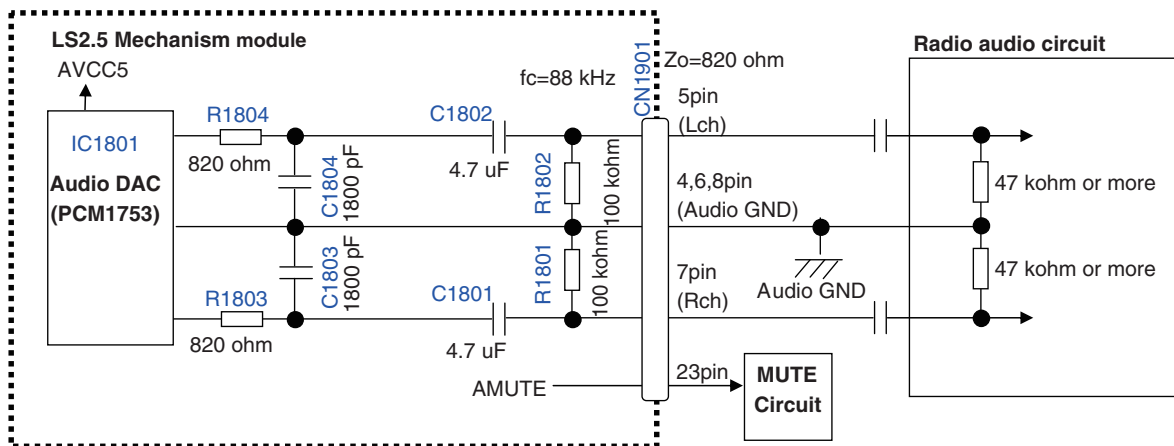 LS2.5 Mechanism module
AVCC5
IC1801
Audio DAC
(PCM1753)
R1804
820 ohm
C1804
1800 pF
C1803
1800 pF
R1803
820 ohm
C1802
4.7 uF
C1801
4.7 uF
fc=88 kHz
R1802
100 kohm
R1801
100 kohm
AMUTE
CN1901
Zo=820 ohm
5pin
(Lch)
4,6,8pin
(Audio GND)
7pin
(Rch)
Audio GND
23pin
MUTE
Circuit
Radio audio circuit
47 kohm or more
47 kohm or more